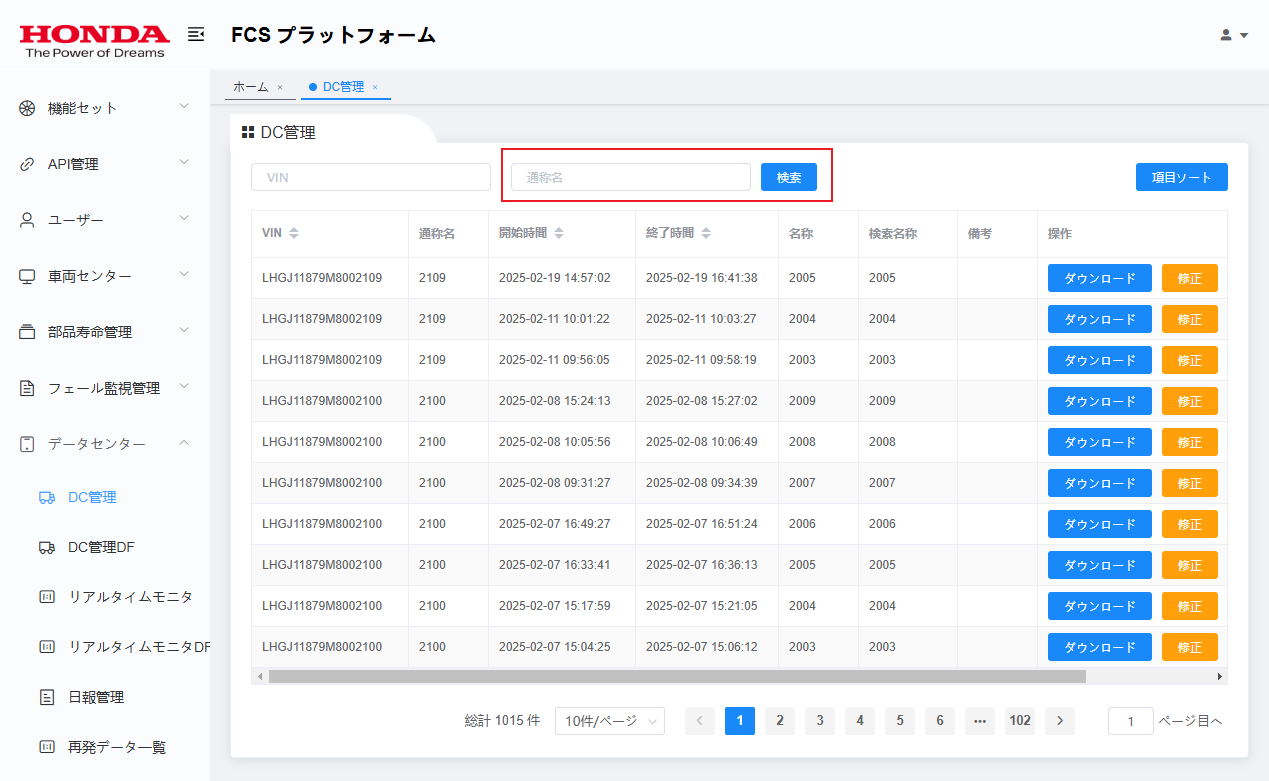 HONDA
The Power of Dreams
FCS プラットフォーム
機能セット
API管理
ユーザー
車両センター
部品寿命管理
フェール監視管理
データセンター
DC管理
DC管理DF
リアルタイムモニタ
リアルタイムモニタDF
日報管理
再発データ一覧
ホーム × DC管理 ×
DC管理
VIN 通称名 検索 項目ソート
VIN 通称名 開始時間 終了時間 名称 検索名称 備考 操作
LHGJ11879M8002109 2109 2025-02-19 14:57:02 2025-02-19 16:41:38 2005 2005 ダウンロード 修正
LHGJ11879M8002109 2109 2025-02-11 10:01:22 2025-02-11 10:03:27 2004 2004 ダウンロード 修正
LHGJ11879M8002109 2109 2025-02-11 09:56:05 2025-02-11 09:58:19 2003 2003 ダウンロード 修正
LHGJ11879M8002100 2100 2025-02-08 15:24:13 2025-02-08 15:27:02 2009 2009 ダウンロード 修正
LHGJ11879M8002100 2100 2025-02-08 10:05:56 2025-02-08 10:06:49 2008 2008 ダウンロード 修正
LHGJ11879M8002100 2100 2025-02-08 09:31:27 2025-02-08 09:34:39 2007 2007 ダウンロード 修正
LHGJ11879M8002100 2100 2025-02-07 16:49:27 2025-02-07 16:51:24 2006 2006 ダウンロード 修正
LHGJ11879M8002100 2100 2025-02-07 16:33:41 2025-02-07 16:36:13 2005 2005 ダウンロード 修正
LHGJ11879M8002100 2100 2025-02-07 15:17:59 2025-02-07 15:21:05 2004 2004 ダウンロード 修正
LHGJ11879M8002100 2100 2025-02-07 15:04:25 2025-02-07 15:06:12 2003 2003 ダウンロード 修正
総計 1015 件 10件/ページ < 1 2 3 4 5 6 ••• 102 > 1 ページ目へ